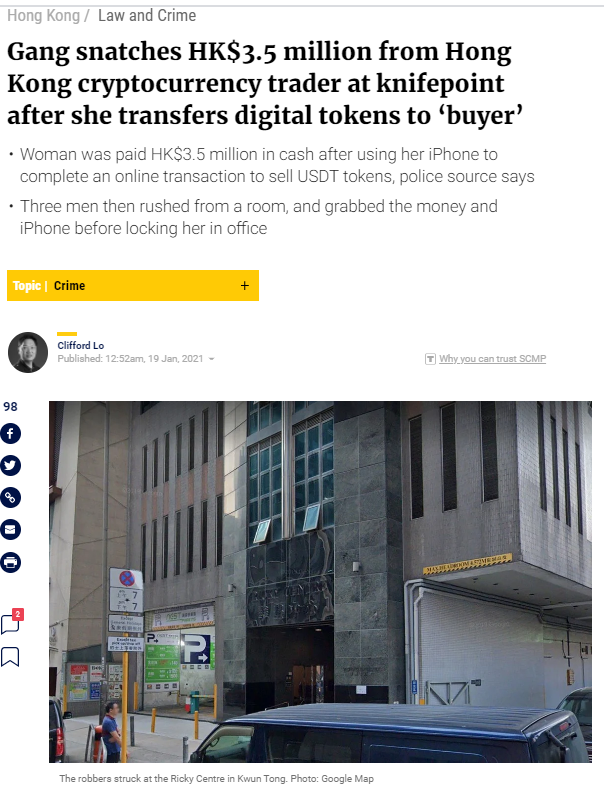 Hong Kong / Law and Crime
Gang snatches HK$3.5 million from Hong
Kong cryptocurrency trader at knifepoint
after she transfers digital tokens to ‘buyer’
• Woman was paid HK$3.5 million in cash after using her iPhone to
complete an online transaction to sell USDT tokens, police source says
• Three men then rushed from a room, and grabbed the money and
iPhone before locking her in office
Topic | Crime +
Clifford Lo
Published: 12:52am, 19 Jan, 2021
Why you can trust SCMP
98
2
7
7
P
P
The robbers struck at the Ricky Centre in Kwun Tong. Photo: Google Map